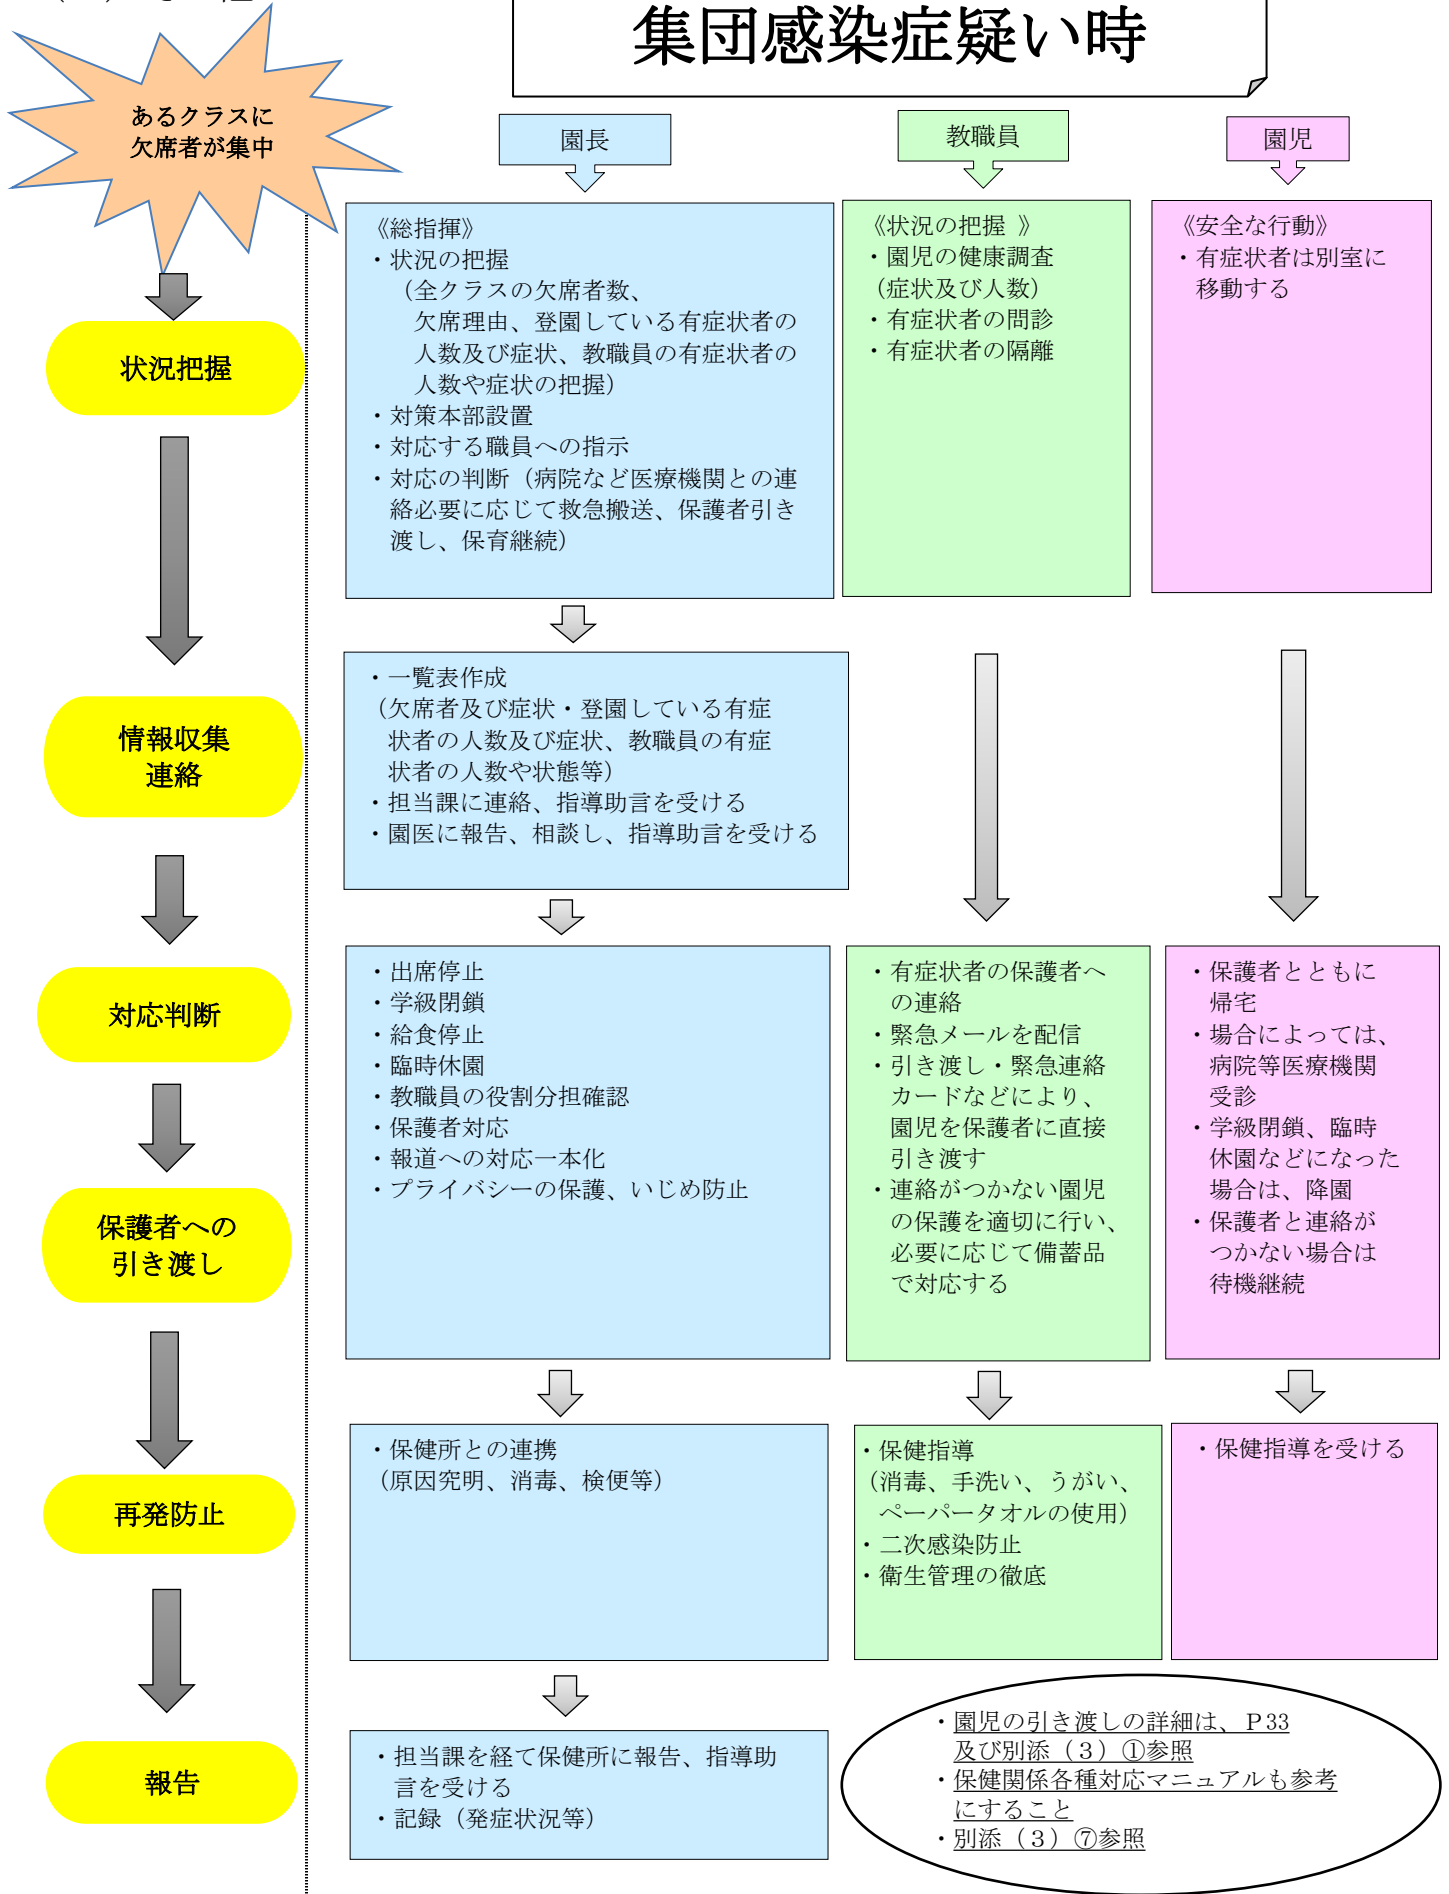 集団感染症疑い時
あるクラスに
欠席者が集中
園長
教職員
園児
状況把握
《総指揮》
・状況の把握
（全クラスの欠席者数、
欠席理由、登園している有症状者の
人数及び症状、教職員の有症状者の
人数や症状の把握）
・対策本部設置
・対応する職員への指示
・対応の判断（病院など医療機関との連
絡必要に応じて救急搬送、保護者引き
渡し、保育継続）
《状況の把握 》
・園児の健康調査
（症状及び人数）
・有症状者の問診
・有症状者の隔離
《安全な行動》
・有症状者は別室に
移動する
情報収集
連絡
・一覧表作成
（欠席者及び症状・登園している有症
状者の人数及び症状、教職員の有症
状者の人数や状態等）
・担当課に連絡、指導助言を受ける
・園医に報告、相談し、指導助言を受ける
対応判断
保護者への
引き渡し
・出席停止
・学級閉鎖
・給食停止
・臨時休園
・教職員の役割分担確認
・保護者対応
・報道への対応一本化
・プライバシーの保護、いじめ防止
・有症状者の保護者へ
の連絡
・緊急メールを配信
・引き渡し・緊急連絡
カードなどにより、
園児を保護者に直接
引き渡す
・連絡がつかない園児
の保護を適切に行い、
必要に応じて備蓄品
で対応する
・保護者とともに
帰宅
・場合によっては、
病院等医療機関
受診
・学級閉鎖、臨時
休園などになった
場合は、降園
・保護者と連絡が
つかない場合は
待機継続
再発防止
・保健所との連携
（原因究明、消毒、検便等）
・保健指導
（消毒、手洗い、うがい、
ペーパータオルの使用）
・二次感染防止
・衛生管理の徹底
・保健指導を受ける
報告
・担当課を経て保健所に報告、指導助
言を受ける
・記録（発症状況等）
・園児の引き渡しの詳細は、Ｐ33
及び別添（３）①参照
・保健関係各種対応マニュアルも参考
にすること
・別添（３）⑦参照